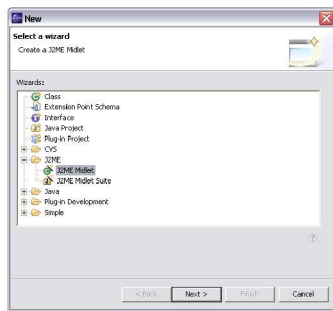 New
Select a wizard
Create a J2ME Midlet
Wizards:
Class
Extension Point Schema
Interface
Java Project
Plug-in Project
CVS
J2ME
J2ME Midlet
J2ME Midlet Suite
Java
Plug-in Development
Simple
< Back Next > Finish Cancel